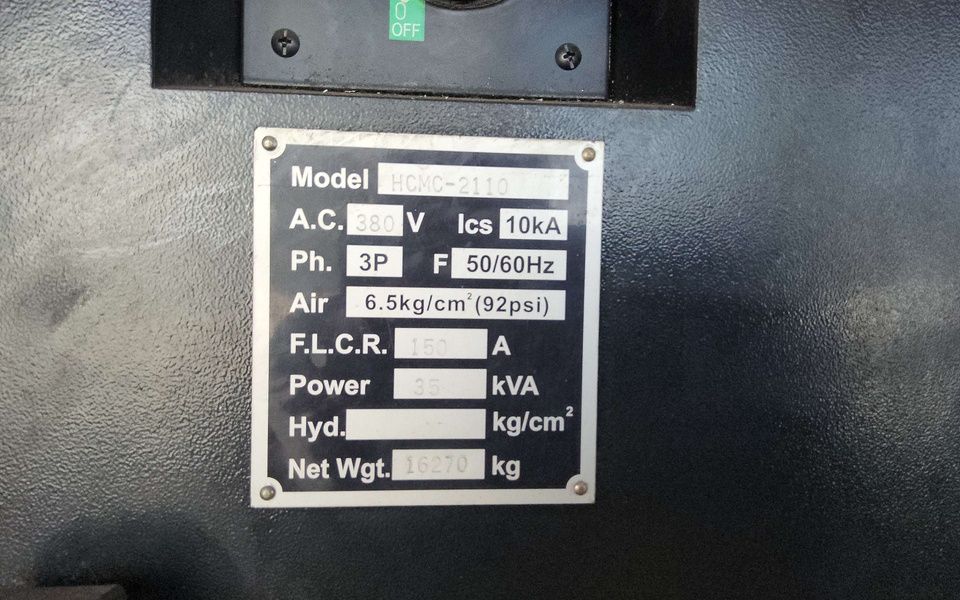 0
OFF
Model HCMC-2110
A.C. 380 V Ics 10kA
Ph. 3P F 50/60Hz
Air 6.5kg/cm² (92psi)
F.L.C.R. 150 A
Power 35 kVA
Hyd. -- kg/cm²
Net Wgt. 16270 kg